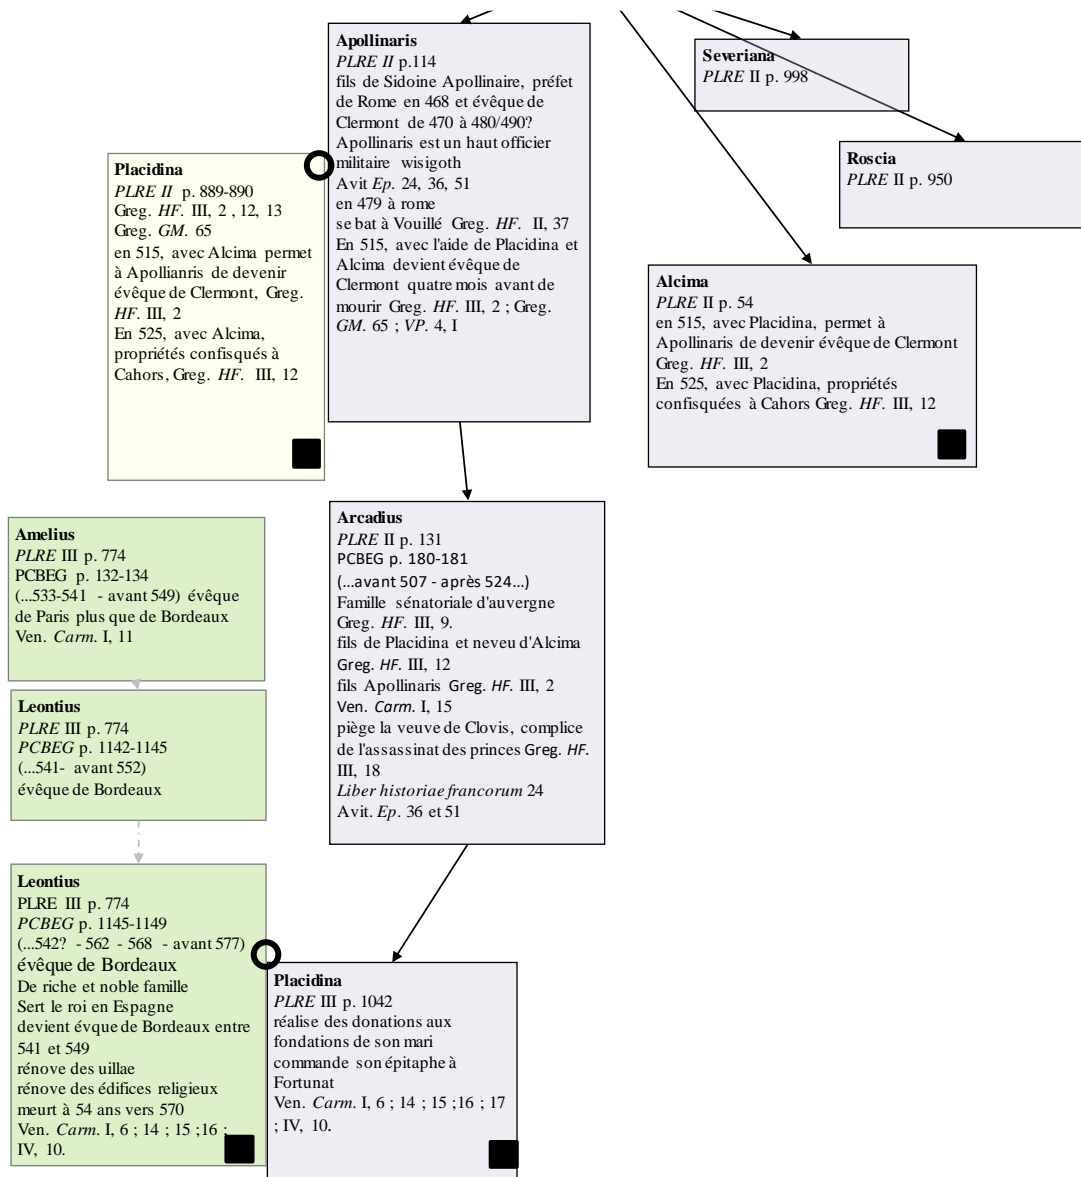 Apollinaris
PLRE II p.114
fils de Sidoine Apollinaire, préfet
de Rome en 468 et évêque de
Clermont de 470 à 480/490?
Apollinaris est un haut officier
militaire wisigoth
Avit Ep. 24, 36, 51
en 479 à rome
se bat à Vouillé Greg. HF. II, 37
En 515, avec l'aide de Placidina et
Alcima devient évêque de
Clermont quatre mois avant de
mourir Greg. HF. III, 2 ; Greg.
GM. 65 ; VP. 4, I
Severiana
PLRE II p. 998
Roscia
PLRE II p. 950
Placidina
PLRE II p. 889-890
Greg. HF. III, 2 , 12, 13
Greg. GM. 65
en 515, avec Alcima permet
à Apollianris de devenir
évêque de Clermont, Greg.
HF. III, 2
En 525, avec Alcima,
propriétés confisqués à
Cahors, Greg. HF. III, 12
Alcima
PLRE II p. 54
en 515, avec Placidina, permet à
Apollinaris de devenir évêque de Clermont
Greg. HF. III, 2
En 525, avec Placidina, propriétés
confisquées à Cahors Greg. HF. III, 12
Arcadius
PLRE II p. 131
PCBEG p. 180-181
(...avant 507 - après 524...)
Famille sénatoriale d'auvergne
Greg. HF. III, 9.
fils de Placidina et neveu d'Alcima
Greg. HF. III, 12
fils Apollinaris Greg. HF. III, 2
Ven. Carm. I, 15
piège la veuve de Clovis, complice
de l'assassinat des princes Greg. HF.
III, 18
Liber historiae francorum 24
Avit. Ep. 36 et 51
Amelius
PLRE III p. 774
PCBEG p. 132-134
(...533-541 - avant 549) évêque
de Paris plus que de Bordeaux
Ven. Carm. I, 11
Leontius
PLRE III p. 774
PCBEG p. 1142-1145
(...541- avant 552)
évêque de Bordeaux
Leontius
PLRE III p. 774
PCBEG p. 1145-1149
(...542? - 562 - 568 - avant 577)
évêque de Bordeaux
De riche et noble famille
Sert le roi en Espagne
devient évque de Bordeaux entre
541 et 549
rénove des uillae
rénove des édifices religieux
meurt à 54 ans vers 570
Ven. Carm. I, 6 ; 14 ; 15 ;16 ;
IV, 10.
Placidina
PLRE III p. 1042
réalise des donations aux
fondations de son mari
commande son épitaphe à
Fortunat
Ven. Carm. I, 6 ; 14 ; 15 ;16 ; 17
; IV, 10.